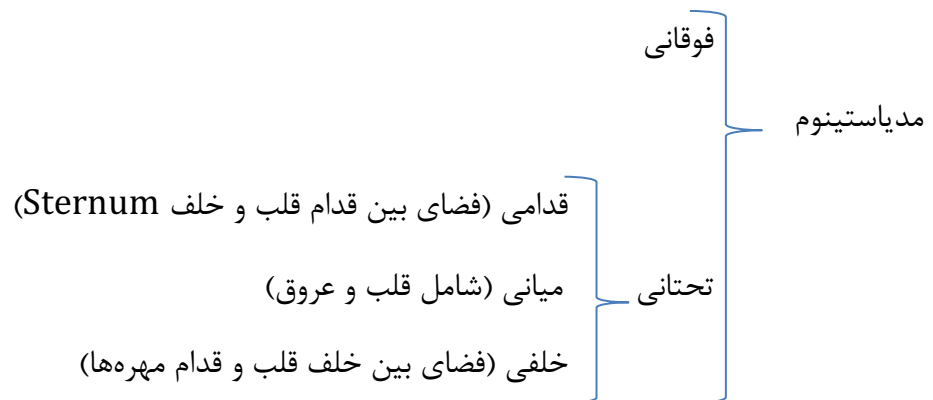 فوقانی
مدیاستینوم
قدامی (فضای بین قدام قلب و خلف Sternum)
تحتانی
میانی (شامل قلب و عروق)
خلفی (فضای بین خلف قلب و قدام مهره‌ها)